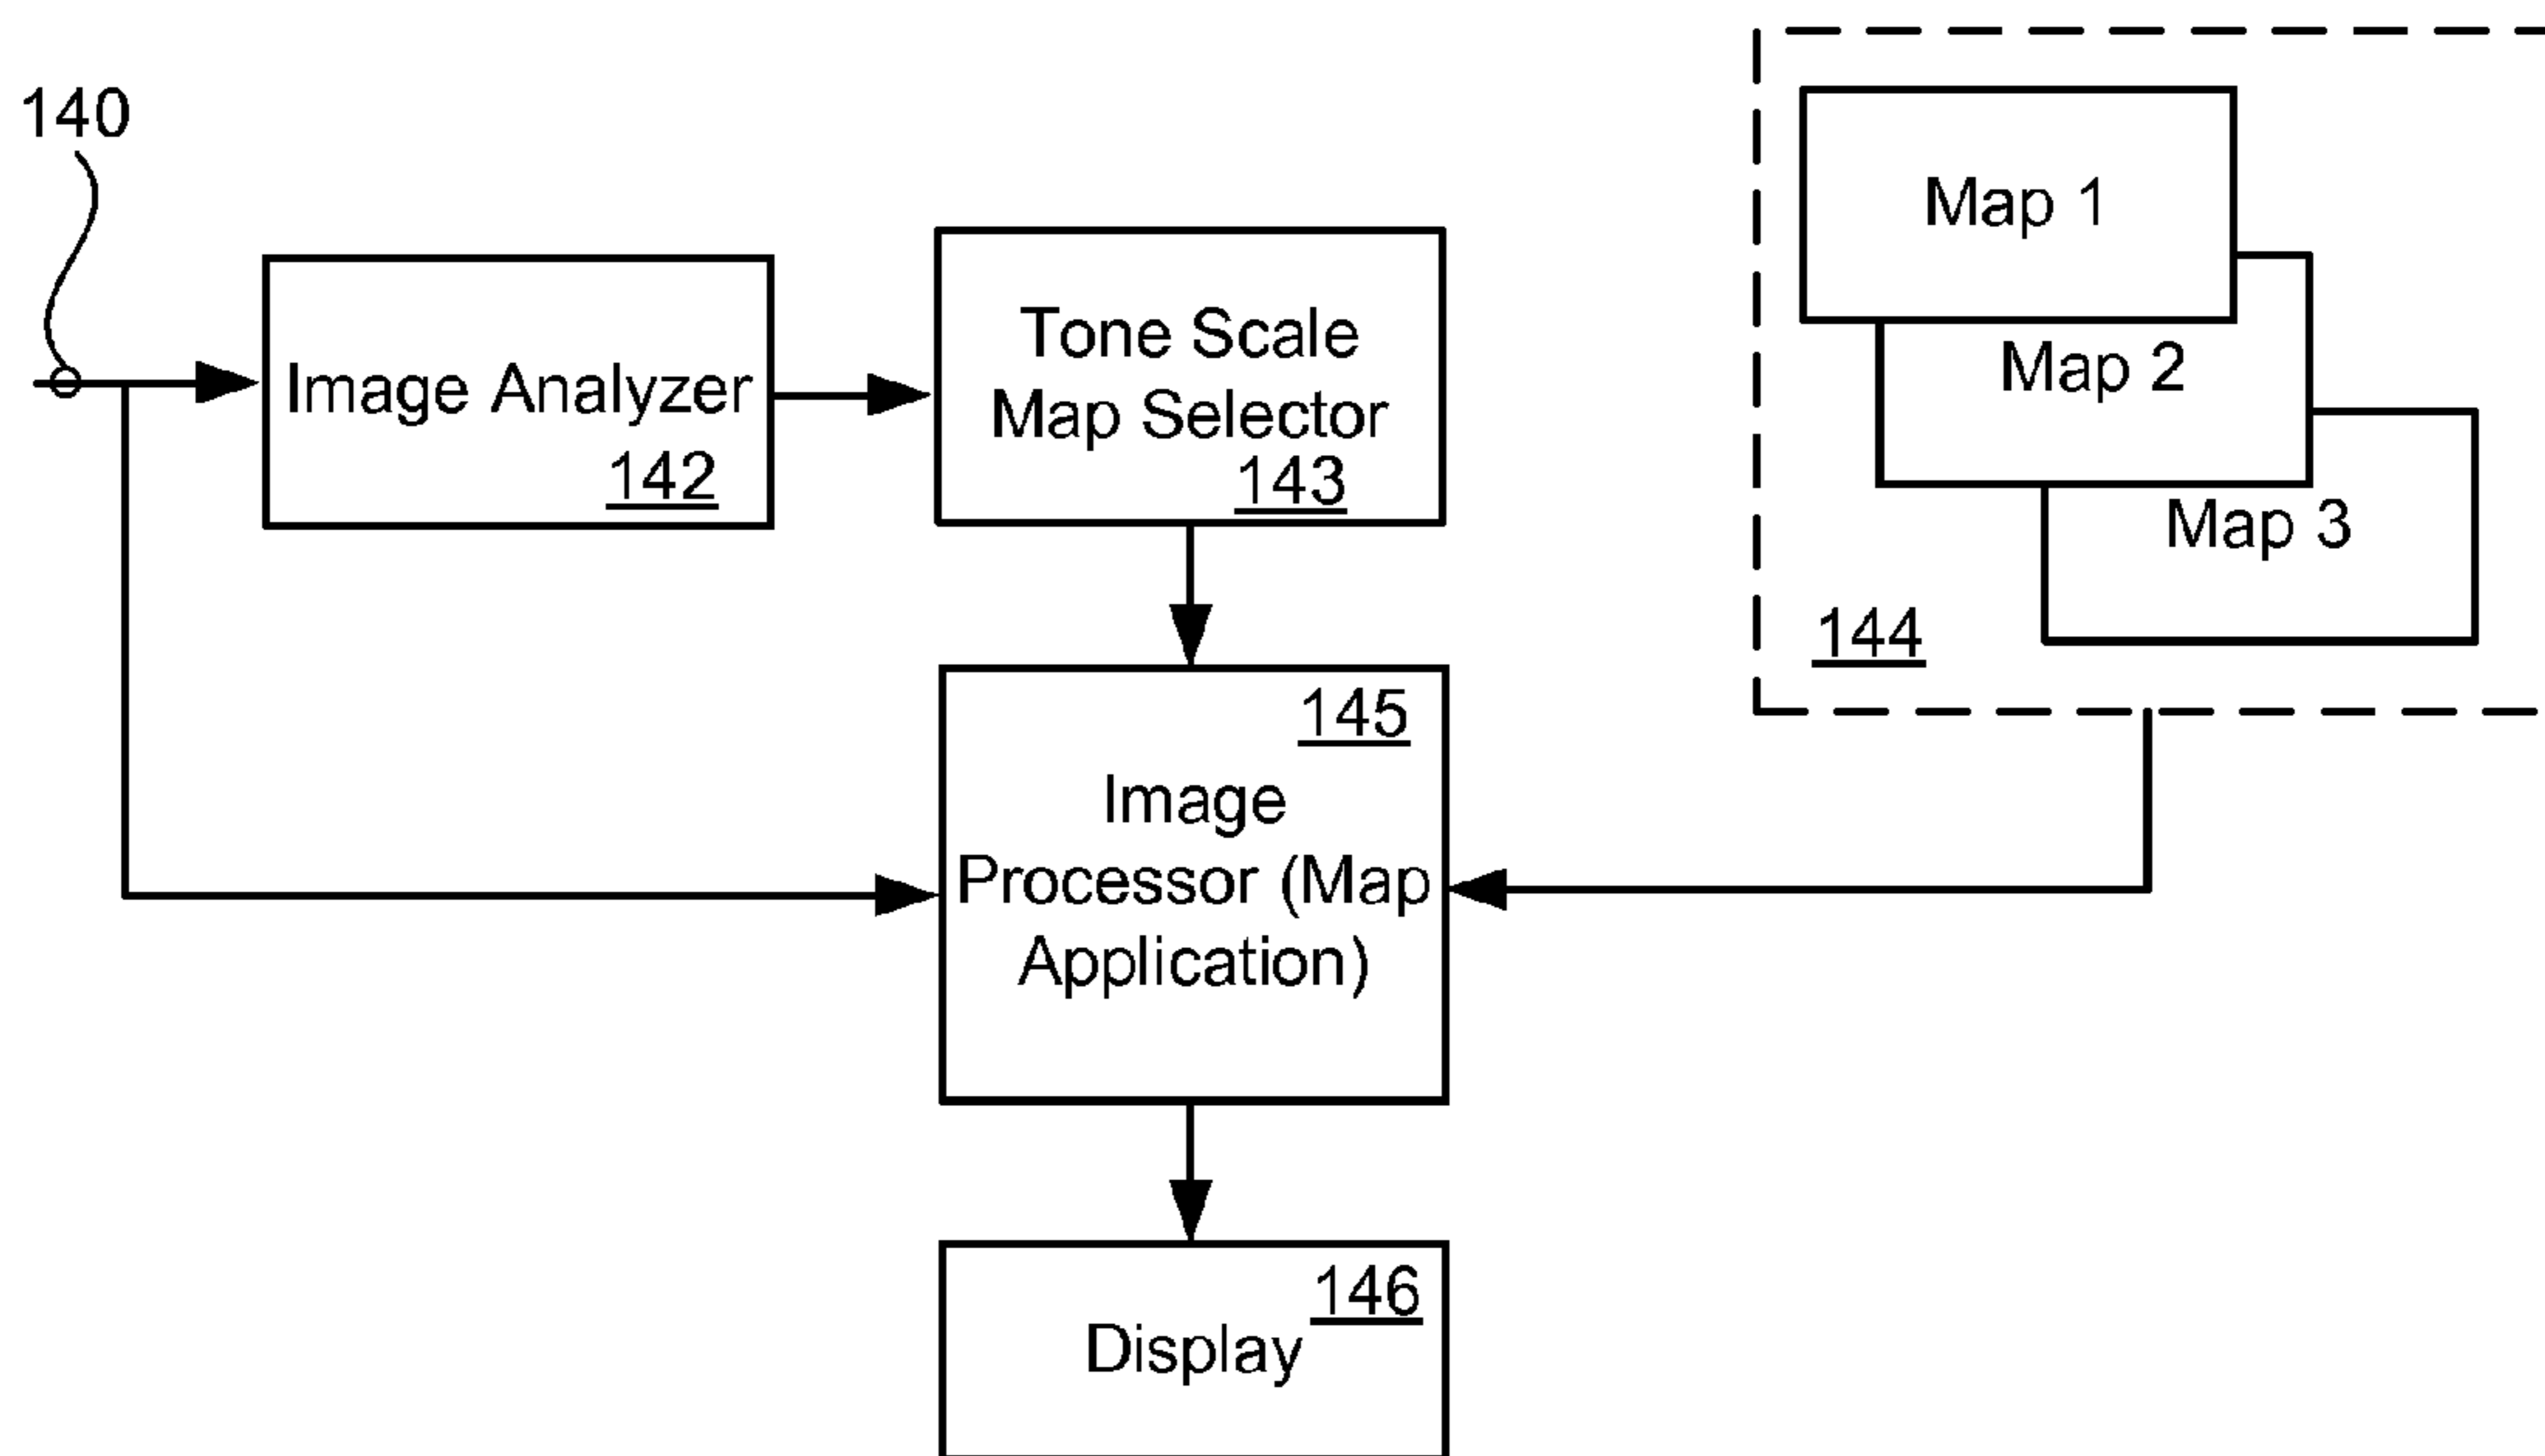 140
Image Analyzer
142
Tone Scale
Map Selector
143
Map 1
Map 2
Map 3
144
145
Image
Processor (Map
Application)
146
Display